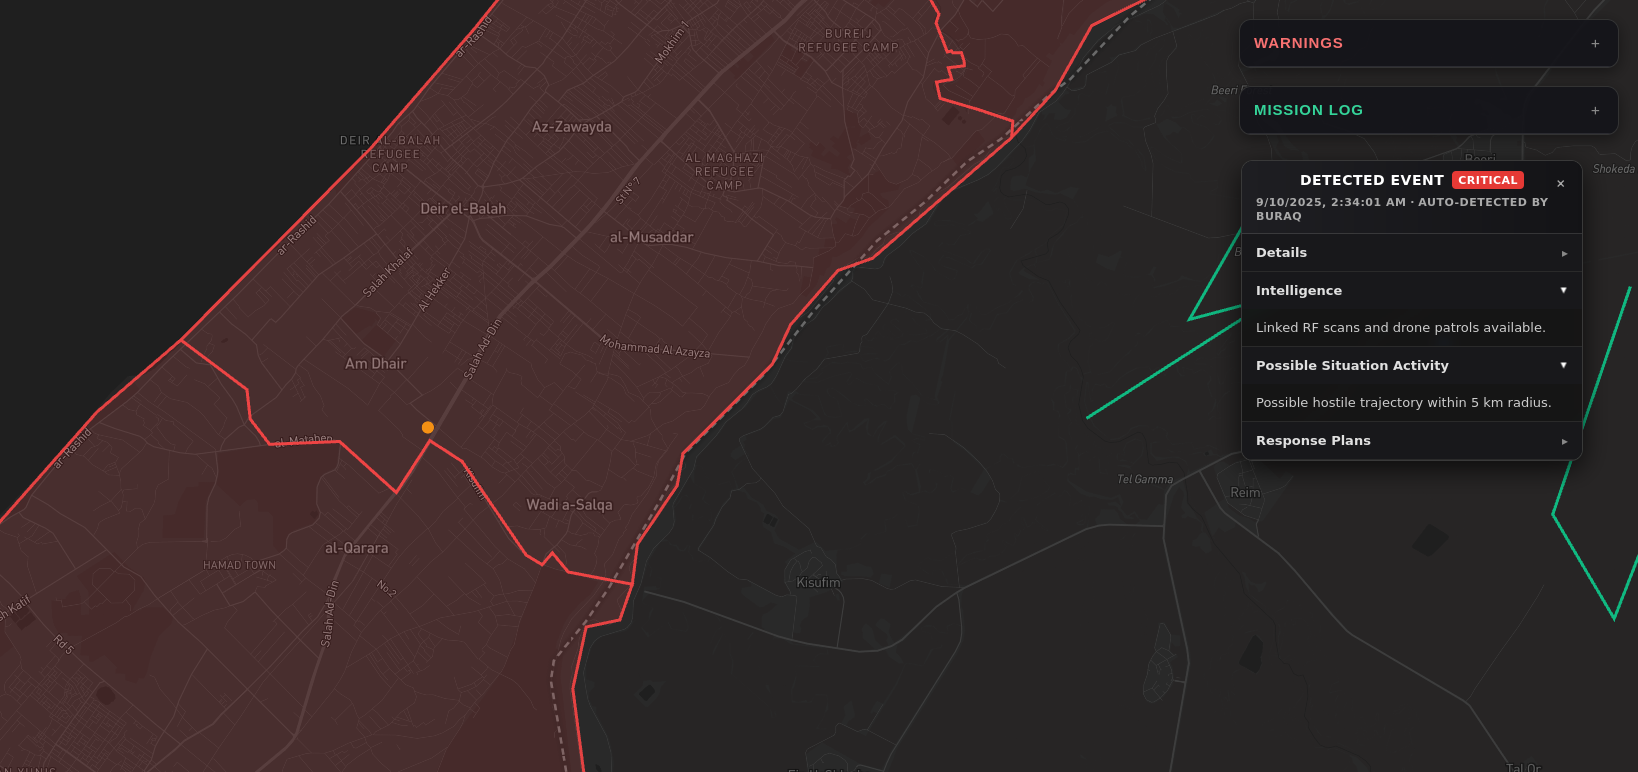 ar-Rashid
Mokhim 1
BUREIJ
REFUGEE CAMP
WARNINGS
+
MISSION LOG
+
Az-Zawayda
DEIR AL-BALAH
REFUGEE
CAMP
AL MAGHAZI
REFUGEE
CAMP
St Nº 7
Beeri
Shokeda
DETECTED EVENT CRITICAL
×
9/10/2025, 2:34:01 AM · AUTO-DETECTED BY
BURAQ
Details
Intelligence
Linked RF scans and drone patrols available.
Possible Situation Activity
Possible hostile trajectory within 5 km radius.
Response Plans
Deir el-Balah
ar-Rashid
al-Musaddar
Salah Khalaf
Al Hekker
Salah Ad-Din
Mohammad Al Azayza
Am Dhair
ar-Rashid
Kisufim
Wadi a-Salqa
Tel Gamma
Reim
al-Qarara
HAMAD TOWN
No.2
Salah Ad-Din
Kisufim
Rd 5
Tal Or